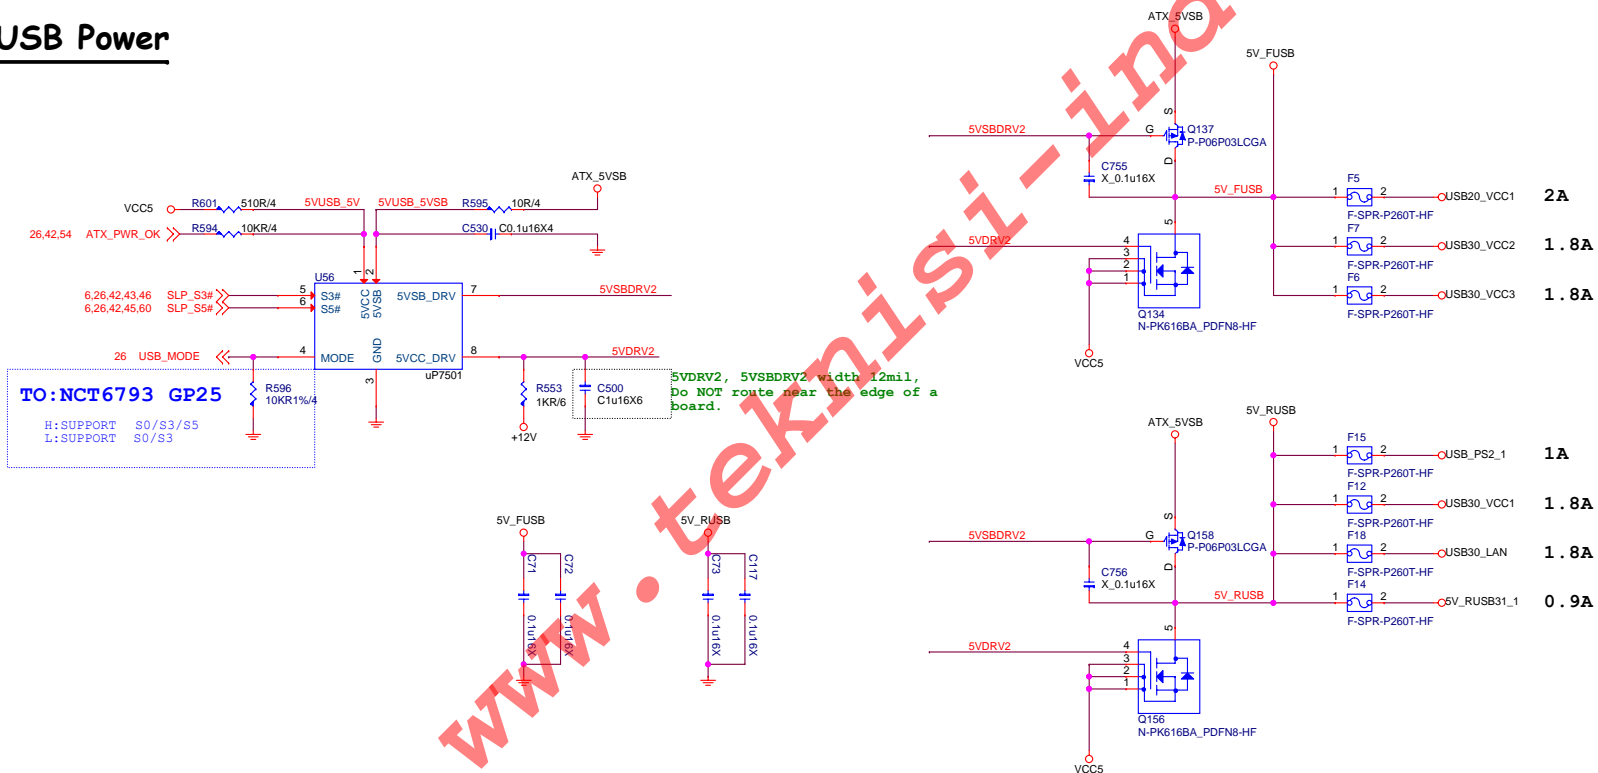 USB Power
ATX_5VSB
VCC5
R601
510R/4
5VUSB_5V
5VUSB_5VSB
R595
10R/4
26,42,54
ATX_PWR_OK
R594
10KR/4
C530
C0.1u16X4
U56
1
2
6,26,42,43,46
SLP_S3#
5
S3#
6,26,42,45,60
SLP_S5#
6
S5#
5VCC
5VSB
5VSB_DRV
7
5VSBDRV2
26
USB_MODE
4
MODE
GND
3
5VCC_DRV
8
5VDRV2
uP7501
R596
10KR1%/4
TO:NCT6793 GP25
H:SUPPORT S0/S3/S5
L:SUPPORT S0/S3
R553
1KR/6
+12V
C500
C1u16X6
5VDRV2, 5VSBDRV2 width 12mil,
Do NOT route near the edge of a
board.
5V_FUSB
C71
0.1u16X
C72
0.1u16X
5V_RUSB
C73
0.1u16X
C117
0.1u16X
ATX_5VSB
5V_FUSB
5VSBDRV2
G
S
D
Q137
P-P06P03LCGA
C755
X_0.1u16X
5V_FUSB
5VDRV2
5
4
3
2
1
Q134
N-PK616BA_PDFN8-HF
VCC5
F5
1
2
F-SPR-P260T-HF
USB20_VCC1
2A
F7
1
2
F-SPR-P260T-HF
USB30_VCC2
1.8A
F6
1
2
F-SPR-P260T-HF
USB30_VCC3
1.8A
ATX_5VSB
5V_RUSB
5VSBDRV2
G
S
D
Q158
P-P06P03LCGA
C756
X_0.1u16X
5V_RUSB
5VDRV2
5
4
3
2
1
Q156
N-PK616BA_PDFN8-HF
VCC5
F15
1
2
F-SPR-P260T-HF
USB_PS2_1
1A
F12
1
2
F-SPR-P260T-HF
USB30_VCC1
1.8A
F18
1
2
F-SPR-P260T-HF
USB30_LAN
1.8A
F14
1
2
F-SPR-P260T-HF
5V_RUSB31_1
0.9A
www.teknisi-ind